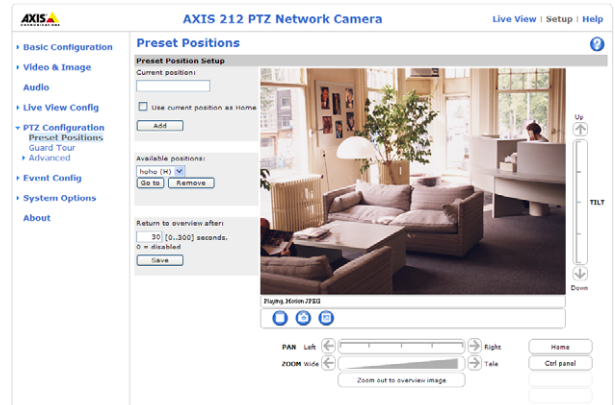 AXIS
COMMUNICATIONS
AXIS 212 PTZ Network Camera
Live View | Setup | Help
Basic Configuration
Video & Image
Audio
Live View Config
PTZ Configuration
Preset Positions
Guard Tour
Advanced
Event Config
System Options
About
Preset Positions
?
Preset Position Setup
Current position:
Use current position as Home
Add
Available positions:
hoho (H)
Go to Remove
Return to overview after:
30 [0..300] seconds.
0 = disabled
Save
Up
TILT
Down
Playing, Motion JPEG
PAN Left Right Home
ZOOM Wide Tele Ctrl panel
Zoom out to overview image